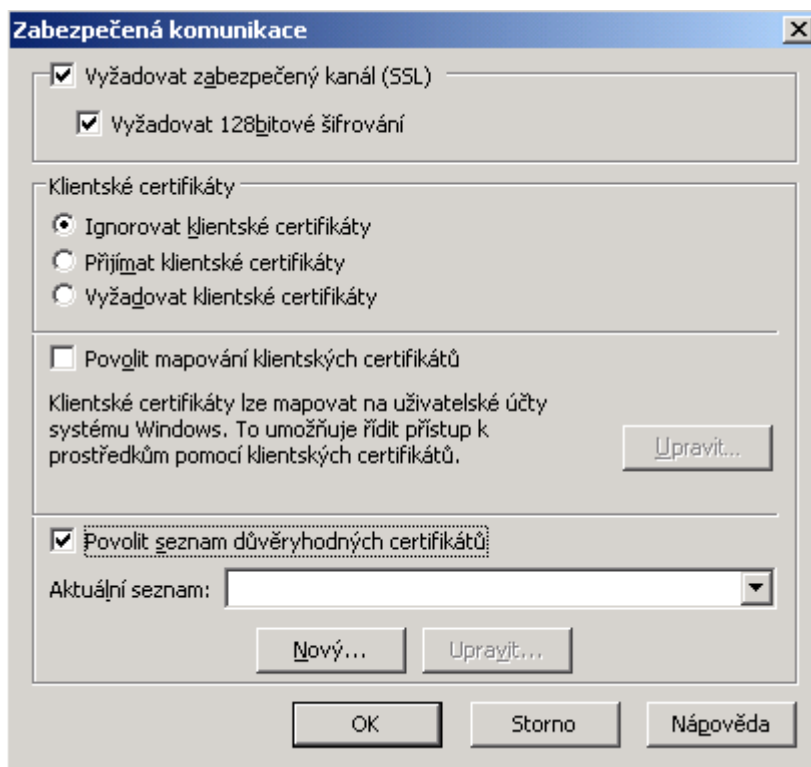 Zabezpečená komunikace
Vyžadovat zabezpečený kanál (SSL)
Vyžadovat 128bitové šifrování
Klientské certifikáty
Ignorovat klientské certifikáty
Přijímat klientské certifikáty
Vyžadovat klientské certifikáty
Povolit mapování klientských certifikátů
Klientské certifikáty lze mapovat na uživatelské účty
systému Windows. To umožňuje řídit přístup k
prostředkům pomocí klientských certifikátů.
Upravit...
Povolit seznam důvěryhodných certifikátů
Aktuální seznam:
Nový... Upravit...
OK Storno Nápověda